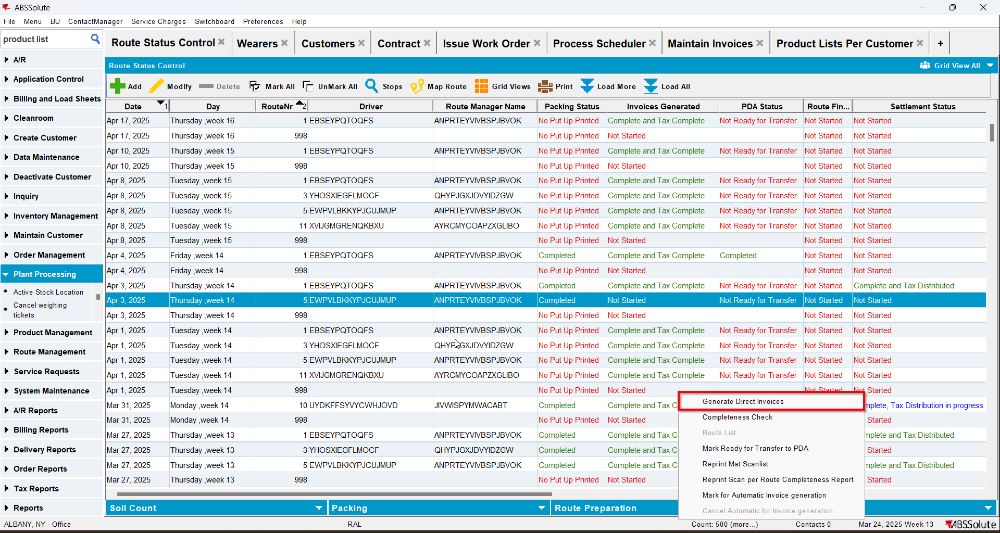 ABSSolute
File Menu BU ContactManager Service Charges Switchboard Preferences Help
product list
Route Status Control Wearers Customers Contract Issue Work Order Process Scheduler Maintain Invoices Product Lists Per Customer +
Route Status Control Grid View All
Add Modify Delete Mark All UnMark All Stops Map Route Grid Views Print Load More Load All
A/R
Application Control
Billing and Load Sheets
Cleanroom
Create Customer
Data Maintenance
Deactivate Customer
Inquiry
Inventory Management
Maintain Customer
Order Management
Plant Processing
Active Stock Location
Cancel weighing
tickets
Product Management
Route Management
Service Requests
System Maintenance
A/R Reports
Billing Reports
Delivery Reports
Order Reports
Tax Reports
Reports
Date 1 Day RouteNr 2 Driver Route Manager Name Packing Status Invoices Generated PDA Status Route Fin... Settlement Status
Apr 17, 2025 Thursday ,week 16 1 EBSEYPQTOQFS ANPRTEYVIVBSPJBVOK No Put Up Printed Complete and Tax Complete Not Ready for Transfer Not Started Not Started
Apr 17, 2025 Thursday ,week 16 998 No Put Up Printed Not Started Not Started Not Started
Apr 10, 2025 Thursday ,week 15 1 EBSEYPQTOQFS ANPRTEYVIVBSPJBVOK No Put Up Printed Complete and Tax Complete Not Ready for Transfer Not Started Not Started
Apr 10, 2025 Thursday ,week 15 998 No Put Up Printed Not Started Not Started Not Started
Apr 8, 2025 Tuesday ,week 15 1 EBSEYPQTOQFS ANPRTEYVIVBSPJBVOK No Put Up Printed Complete and Tax Complete Not Ready for Transfer Not Started Not Started
Apr 8, 2025 Tuesday ,week 15 3 YHOSXIEGFLMOCF QHYPJGXJDVYIDZGW No Put Up Printed Complete and Tax Complete Not Ready for Transfer Not Started Not Started
Apr 8, 2025 Tuesday ,week 15 5 EWPVLBKKYPJCUJMUP ANPRTEYVIVBSPJBVOK No Put Up Printed Complete and Tax Complete Not Ready for Transfer Not Started Not Started
Apr 8, 2025 Tuesday ,week 15 11 XVIJGMGRENQKBXU AYRCMYCOAPZXGLIBO No Put Up Printed Complete and Tax Complete Not Ready for Transfer Not Started Not Started
Apr 8, 2025 Tuesday ,week 15 998 No Put Up Printed Not Started Not Started Not Started
Apr 4, 2025 Friday ,week 14 1 EBSEYPQTOQFS ANPRTEYVIVBSPJBVOK Completed Complete and Tax Complete Completed Not Started Not Started
Apr 4, 2025 Friday ,week 14 998 No Put Up Printed Not Started Not Started Not Started
Apr 3, 2025 Thursday ,week 14 1 EBSEYPQTOQFS ANPRTEYVIVBSPJBVOK Completed Complete and Tax Complete Not Ready for Transfer Not Started Complete and Tax Distributed
Apr 3, 2025 Thursday ,week 14 5 EWPVLBKKYPJCUJMUP ANPRTEYVIVBSPJBVOK Completed Not Started Not Ready for Transfer Not Started Not Started
Apr 3, 2025 Thursday ,week 14 998 No Put Up Printed Not Started Not Started Not Started
Apr 1, 2025 Tuesday ,week 14 1 EBSEYPQTOQFS ANPRTEYVIVBSPJBVOK No Put Up Printed Complete and Tax Complete Not Ready for Transfer Not Started Not Started
Apr 1, 2025 Tuesday ,week 14 3 YHOSXIEGFLMOCF QHYPJGXJDVYIDZGW No Put Up Printed Complete and Tax Complete Not Ready for Transfer Not Started Not Started
Apr 1, 2025 Tuesday ,week 14 5 EWPVLBKKYPJCUJMUP ANPRTEYVIVBSPJBVOK No Put Up Printed Complete and Tax Complete Not Ready for Transfer Not Started Not Started
Apr 1, 2025 Tuesday ,week 14 11 XVIJGMGRENQKBXU AYRCMYCOAPZXGLIBO No Put Up Printed Complete and Tax Complete Not Ready for Transfer Not Started Not Started
Apr 1, 2025 Tuesday ,week 14 998 No Put Up Printed Not Started Not Started Not Started
Mar 31, 2025 Monday ,week 14 10 UYDKFFSYVYCWHJOVD JIVWISPYMWACABT Completed Complete and Tax C mplete, Tax Distribution in progress
Mar 31, 2025 Monday ,week 14 998 No Put Up Printed Not Started Started
Mar 27, 2025 Thursday ,week 13 1 EBSEYPQTOQFS ANPRTEYVIVBSPJBVOK Completed Complete and Tax C mplete and Tax Distributed
Mar 27, 2025 Thursday ,week 13 3 YHOSXIEGFLMOCF QHYPJGXJDVYIDZGW Completed Complete and Tax C Started
Mar 27, 2025 Thursday ,week 13 5 EWPVLBKKYPJCUJMUP ANPRTEYVIVBSPJBVOK Completed Complete and Tax C mplete and Tax Distributed
Mar 27, 2025 Thursday ,week 13 998 No Put Up Printed Not Started Started
Generate Direct Invoices
Completeness Check
Route List
Mark Ready for Transfer to PDA
Reprint Mat Scanlist
Reprint Scan per Route Completeness Report
Mark for Automatic Invoice generation
Cancel Automatic for Invoice generation
Soil Count Packing Route Preparation
ALBANY, NY - Office RAL Count: 500 (more...) Contacts 0 Mar 24, 2025 Week 13 ABSSolute